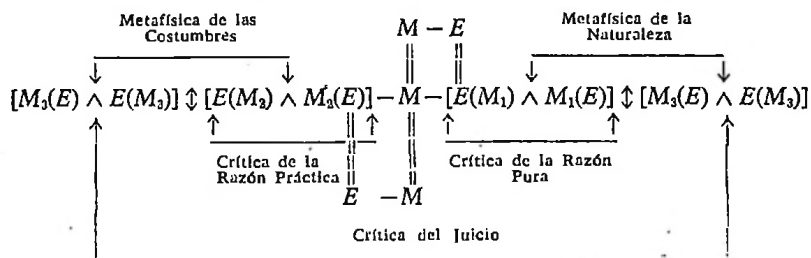 Metafísica de las
Costumbres
M – E
Metafísica de la
Naturaleza
[M₃(E) ∧ E(M₃)] ↕ [E(M₂) ∧ M₂(E)] – M – [E(M₁) ∧ M₁(E)] ↕ [M₃(E) ∧ E(M₃)]
Crítica de la
Razón Práctica
Crítica de la Razón
Pura
E – M
Crítica del Juicio